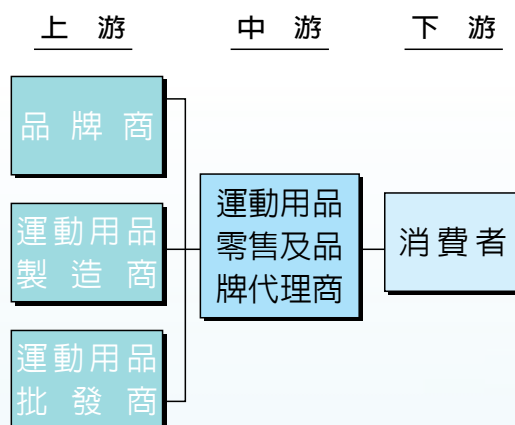 上 游 中 游 下 游
品 牌 商
運動用品
製 造 商
運動用品
批 發 商
運動用品
零售及品
牌代理商
消費者